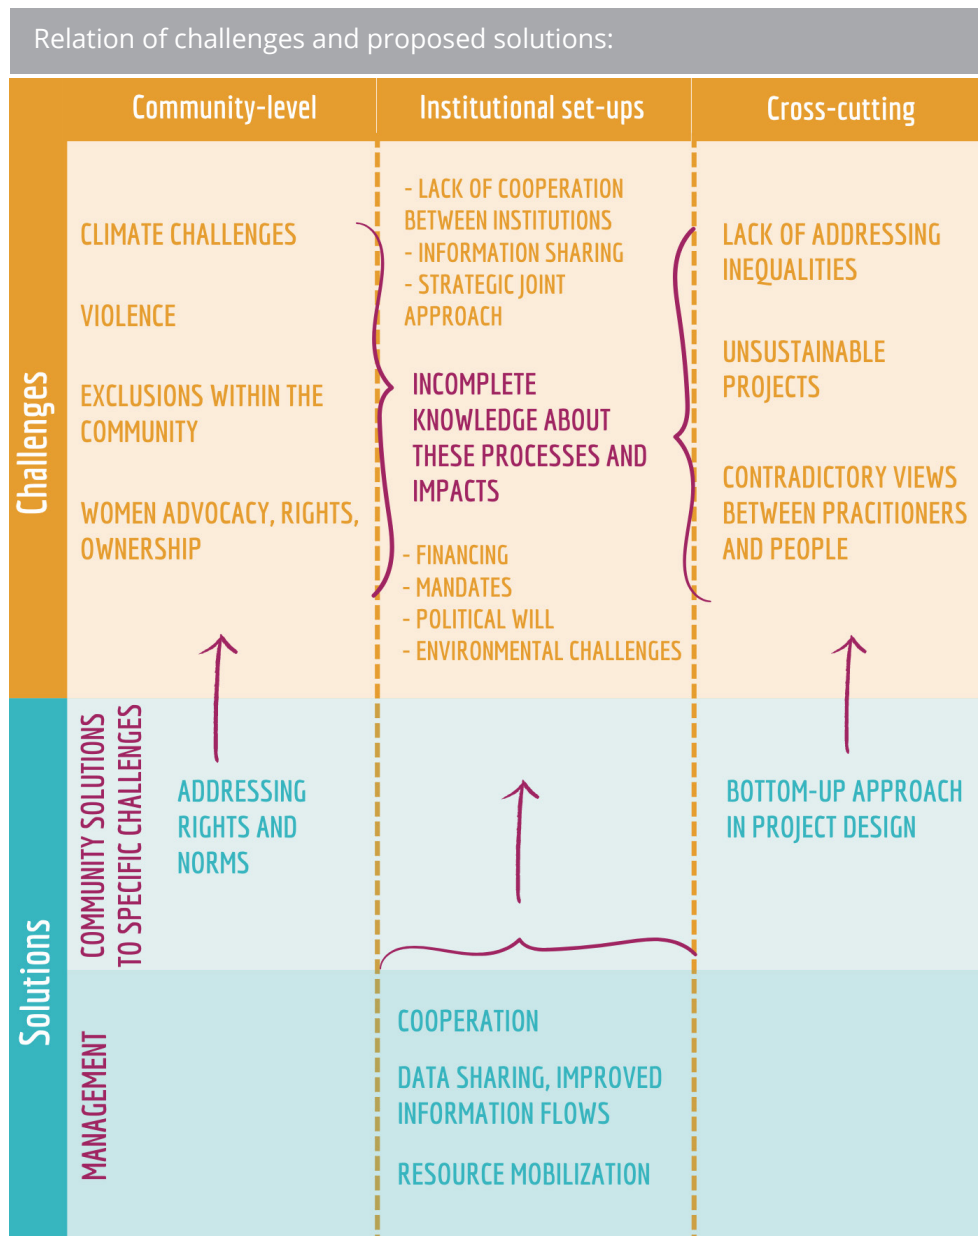 Relation of challenges and proposed solutions:
Community-level
Institutional set-ups
Cross-cutting
Challenges
CLIMATE CHALLENGES
VIOLENCE
EXCLUSIONS WITHIN THE
COMMUNITY
WOMEN ADVOCACY, RIGHTS,
OWNERSHIP
- LACK OF COOPERATION
BETWEEN INSTITUTIONS
- INFORMATION SHARING
- STRATEGIC JOINT
APPROACH
INCOMPLETE
KNOWLEDGE ABOUT
THESE PROCESSES AND
IMPACTS
- FINANCING
- MANDATES
- POLITICAL WILL
- ENVIRONMENTAL CHALLENGES
LACK OF ADDRESSING
INEQUALITIES
UNSUSTAINABLE
PROJECTS
CONTRADICTORY VIEWS
BETWEEN PRACITIONERS
AND PEOPLE
Solutions
COMMUNITY SOLUTIONS
TO SPECIFIC CHALLENGES
ADDRESSING
RIGHTS AND
NORMS
BOTTOM-UP APPROACH
IN PROJECT DESIGN
MANAGEMENT
COOPERATION
DATA SHARING, IMPROVED
INFORMATION FLOWS
RESOURCE MOBILIZATION